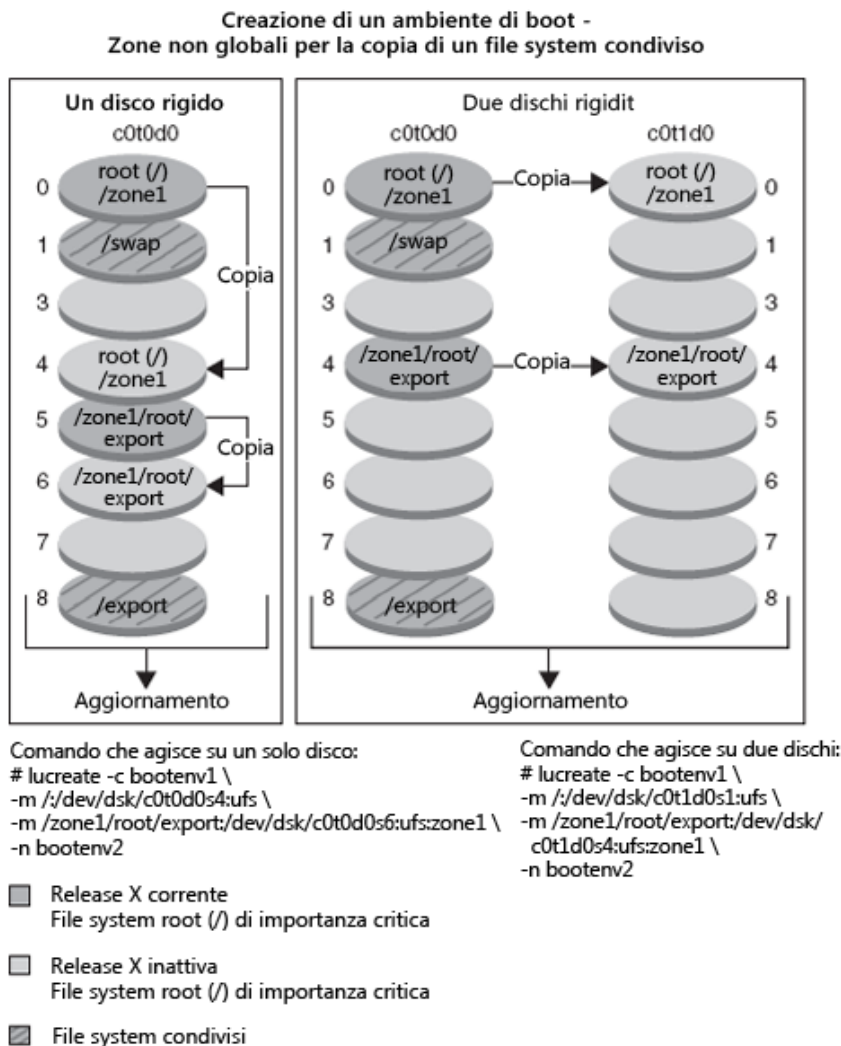 Creazione di un ambiente di boot -
Zone non globali per la copia di un file system condiviso
Un disco rigido
c0t0d0
0
root (/)
/zone1
1
/swap
Copia
3
4
root (/)
/zone1
5
/zone1/root/
export
Copia
6
/zone1/root/
export
7
8
/export
Aggiornamento
Due dischi rigidit
c0t0d0
c0t1d0
0
root (/)
/zone1
Copia
root (/)
/zone1
0
1
/swap
1
3
3
4
/zone1/root/
export
Copia
/zone1/root/
export
4
5
5
6
6
7
7
8
/export
8
Aggiornamento
Comando che agisce su un solo disco:
# lucreate -c bootenv1 \
-m /:/dev/dsk/c0t0d0s4:ufs \
-m /zone1/root/export:/dev/dsk/c0t0d0s6:ufs:zone1 \
-n bootenv2
Comando che agisce su due dischi:
# lucreate -c bootenv1 \
-m /:/dev/dsk/c0t1d0s1:ufs \
-m /zone1/root/export:/dev/dsk/
c0t1d0s4:ufs:zone1 \
-n bootenv2
Release X corrente
File system root (/) di importanza critica
Release X inattiva
File system root (/) di importanza critica
File system condivisi